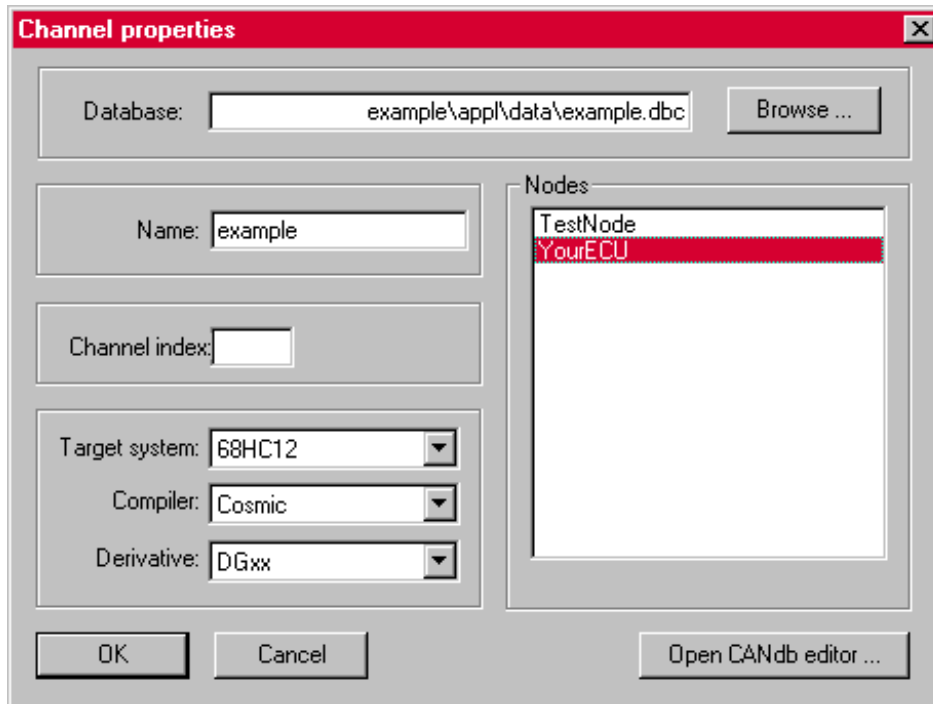 Channel properties
Database: example\appl\data\example.dbc Browse ...
Name: example
Channel index:
Target system: 68HC12
Compiler: Cosmic
Derivative: DGxx
Nodes
TestNode
YourECU
OK Cancel Open CANdb editor ...